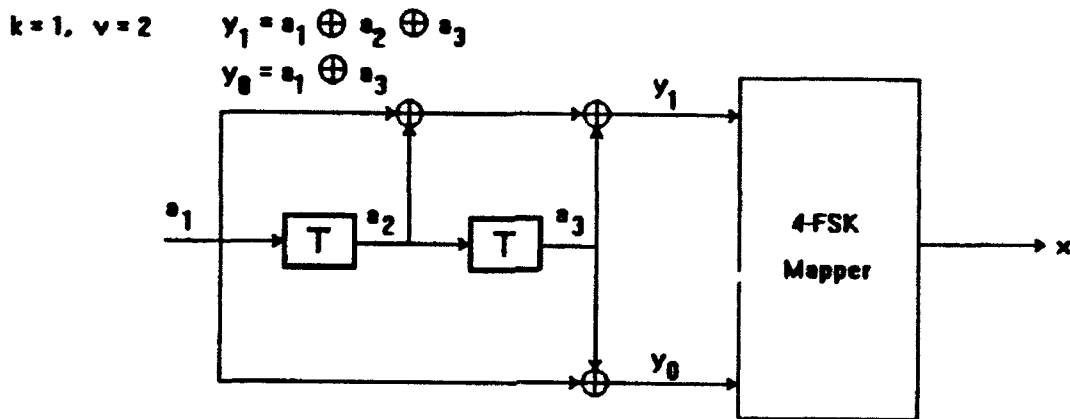 k = 1, v = 2
y₁ = a₁ ⊕ a₂ ⊕ a₃
y₀ = a₁ ⊕ a₃
y₁
a₁
T
a₂
T
a₃
4-FSK
Mapper
x
y₀